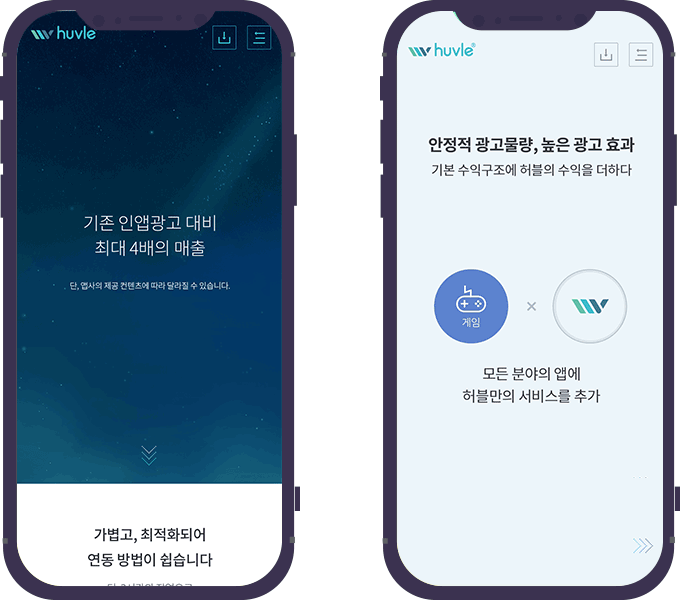 huvle
기존 인앱광고 대비
최대 4배의 매출
단, 앱사의 제공 컨텐츠에 따라 달라질 수 있습니다.
가볍고, 최적화되어
연동 방법이 쉽습니다
huvle®
안정적 광고물량, 높은 광고 효과
기본 수익구조에 허블의 수익을 더하다
게임
×
모든 분야의 앱에
허블만의 서비스를 추가